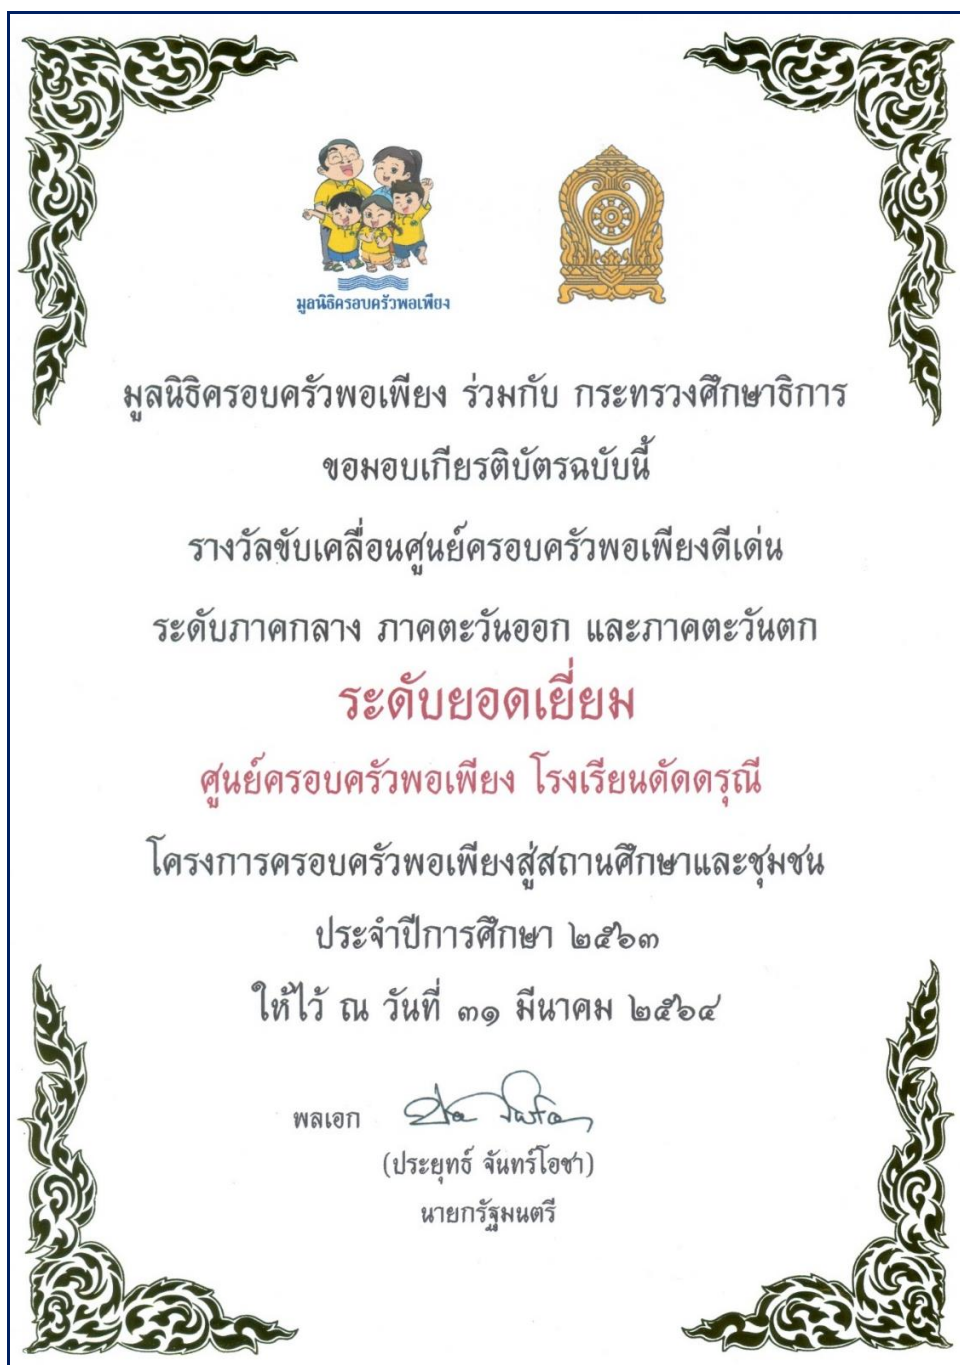 มูลนิธิครอบครัวพอเพียง
มูลนิธิครอบครัวพอเพียง ร่วมกับ กระทรวงศึกษาธิการ
ขอมอบเกียรติบัตรฉบับนี้
รางวัลขับเคลื่อนศูนย์ครอบครัวพอเพียงดีเด่น
ระดับภาคกลาง ภาคตะวันออก และภาคตะวันตก
ระดับยอดเยี่ยม
ศูนย์ครอบครัวพอเพียง โรงเรียนดัดดรุณี
โครงการครอบครัวพอเพียงสู่สถานศึกษาและชุมชน
ประจำปีการศึกษา ๒๕๖๓
ให้ไว้ ณ วันที่ ๓๑ มีนาคม ๒๕๖๔
พลเอก
(ประยุทธ์ จันทร์โอชา)
นายกรัฐมนตรี